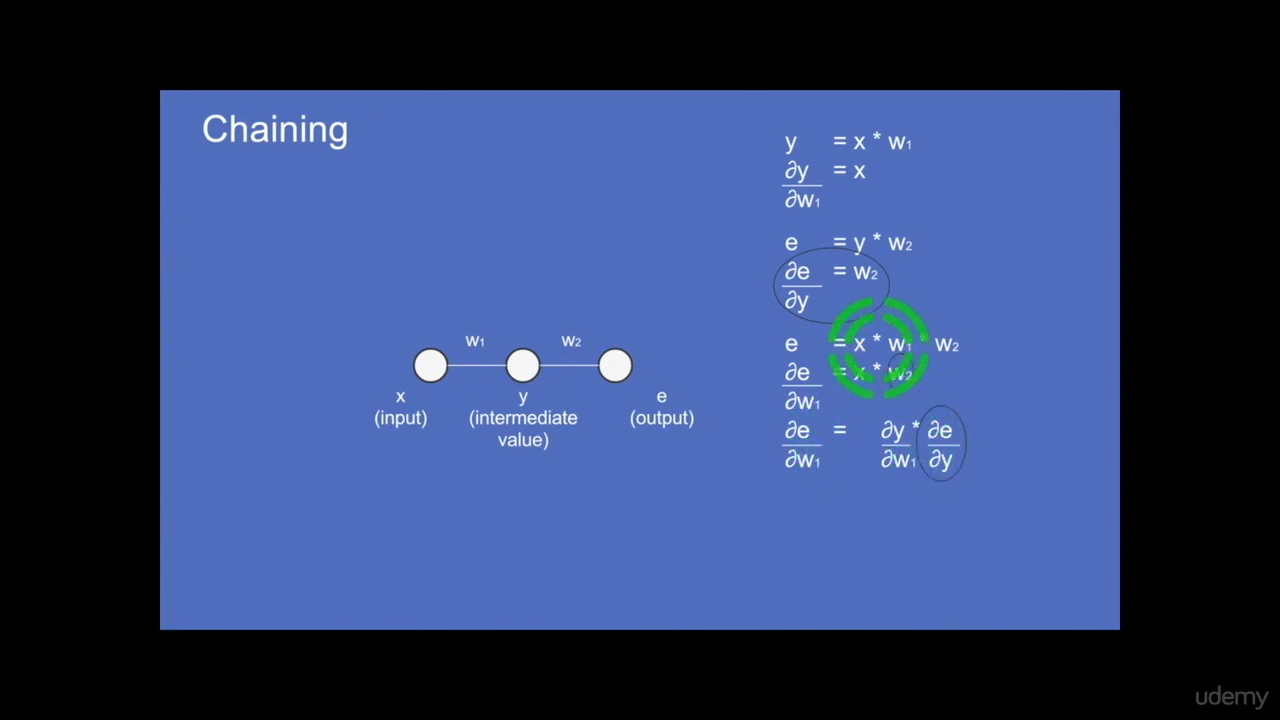 Chaining
y = x * w₁
∂y = x
∂w₁
e = y * w₂
∂e = w₂
∂y
e = x * w₁ w₂
∂e = x * w₂
∂w₁
∂e = ∂y * ∂e
∂w₁ ∂w₁ ∂y
w₁ w₂
x y e
(input) (intermediate (output)
value)
udemy